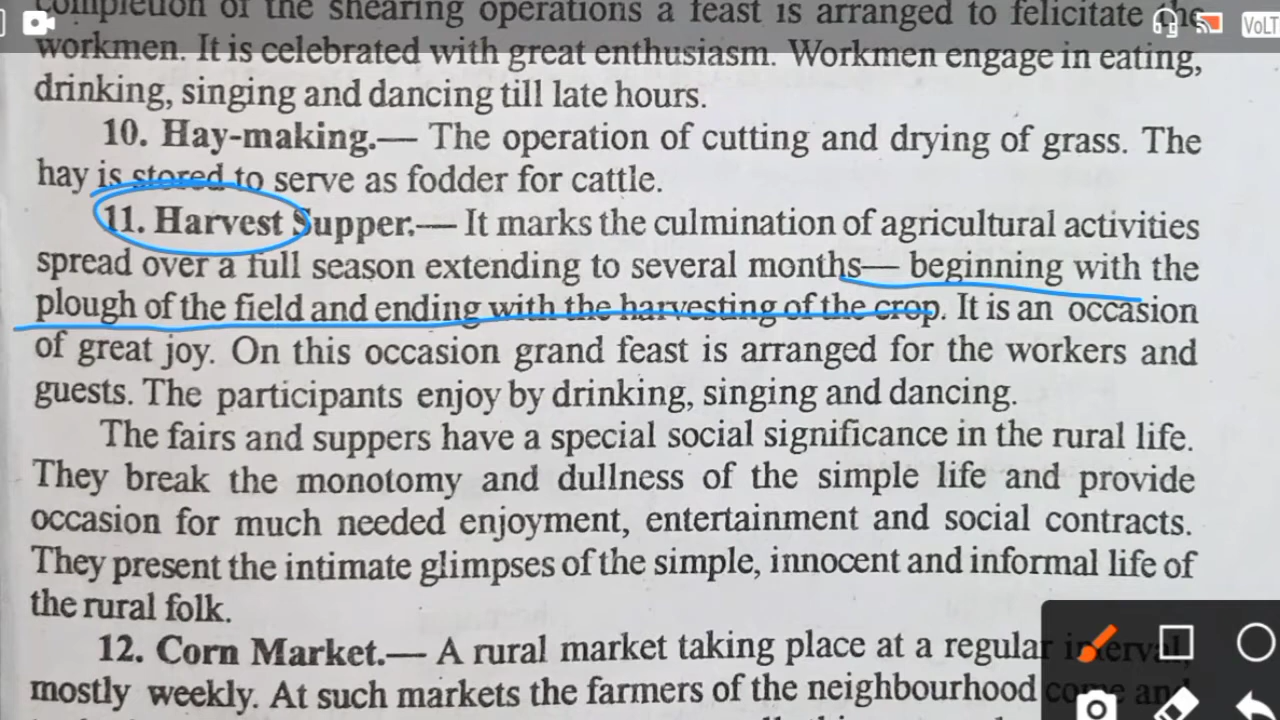 completion of the shearing operations a feast is arranged to felicitate the
VoLT
workmen. It is celebrated with great enthusiasm. Workmen engage in eating,
drinking, singing and dancing till late hours.
10. Hay-making.— The operation of cutting and drying of grass. The
hay is stored to serve as fodder for cattle.
11. Harvest Supper.— It marks the culmination of agricultural activities
spread over a full season extending to several months— beginning with the
plough of the field and ending with the harvesting of the crop. It is an occasion
of great joy. On this occasion grand feast is arranged for the workers and
guests. The participants enjoy by drinking, singing and dancing.
The fairs and suppers have a special social significance in the rural life.
They break the monotomy and dullness of the simple life and provide
occasion for much needed enjoyment, entertainment and social contracts.
They present the intimate glimpses of the simple, innocent and informal life of
the rural folk.
12. Corn Market.— A rural market taking place at a regular interval,
mostly weekly. At such markets the farmers of the neighbourhood come and